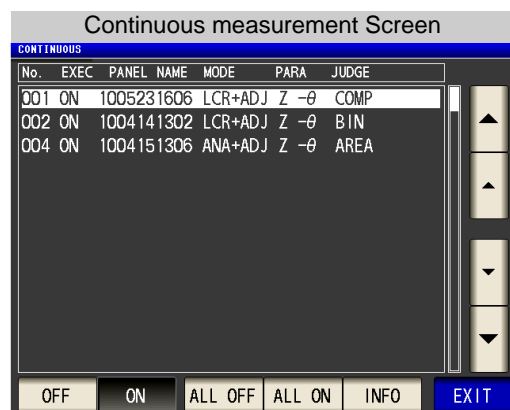 Continuous measurement Screen
CONTINUOUS
No. EXEC PANEL NAME MODE PARA JUDGE
001 ON 1005231606 LCR+ADJ Z -θ COMP
002 ON 1004141302 LCR+ADJ Z -θ BIN
004 ON 1004151306 ANA+ADJ Z -θ AREA
OFF ON ALL OFF ALL ON INFO EXIT